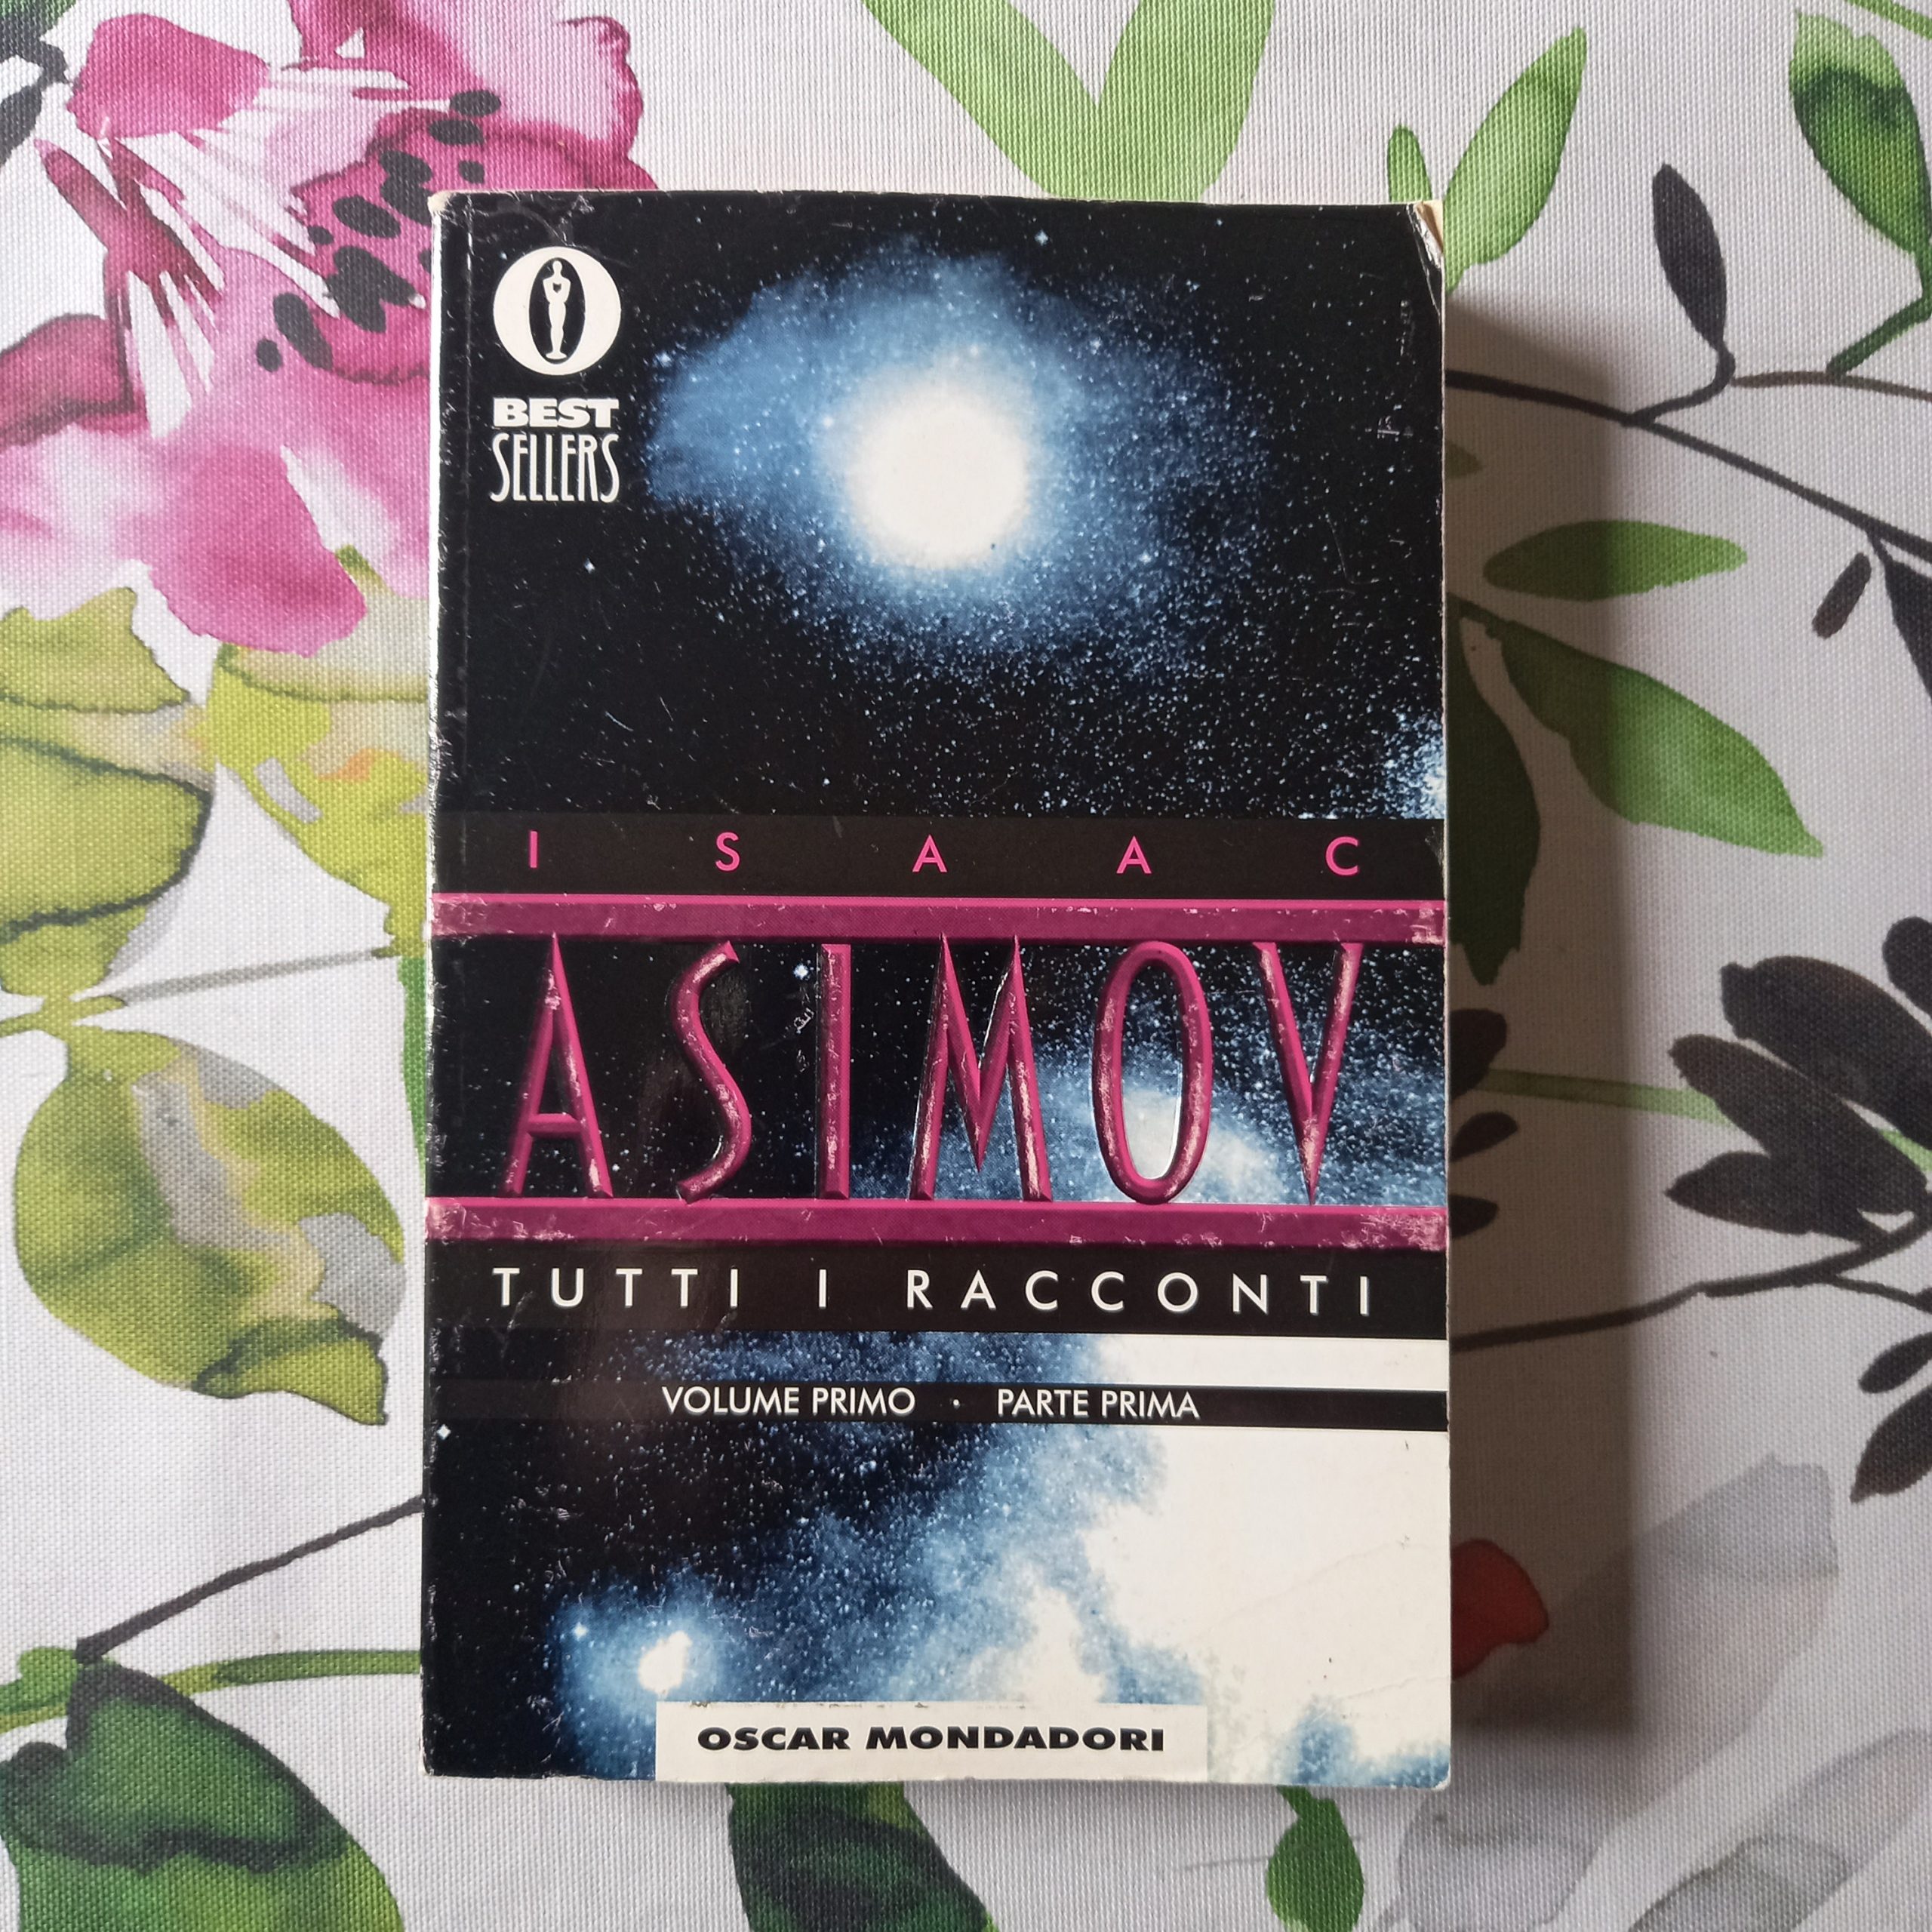 BEST
SELLERS
ISAAC
ASIMOV
TUTTI I RACCONTI
VOLUME PRIMO · PARTE PRIMA
OSCAR MONDADORI